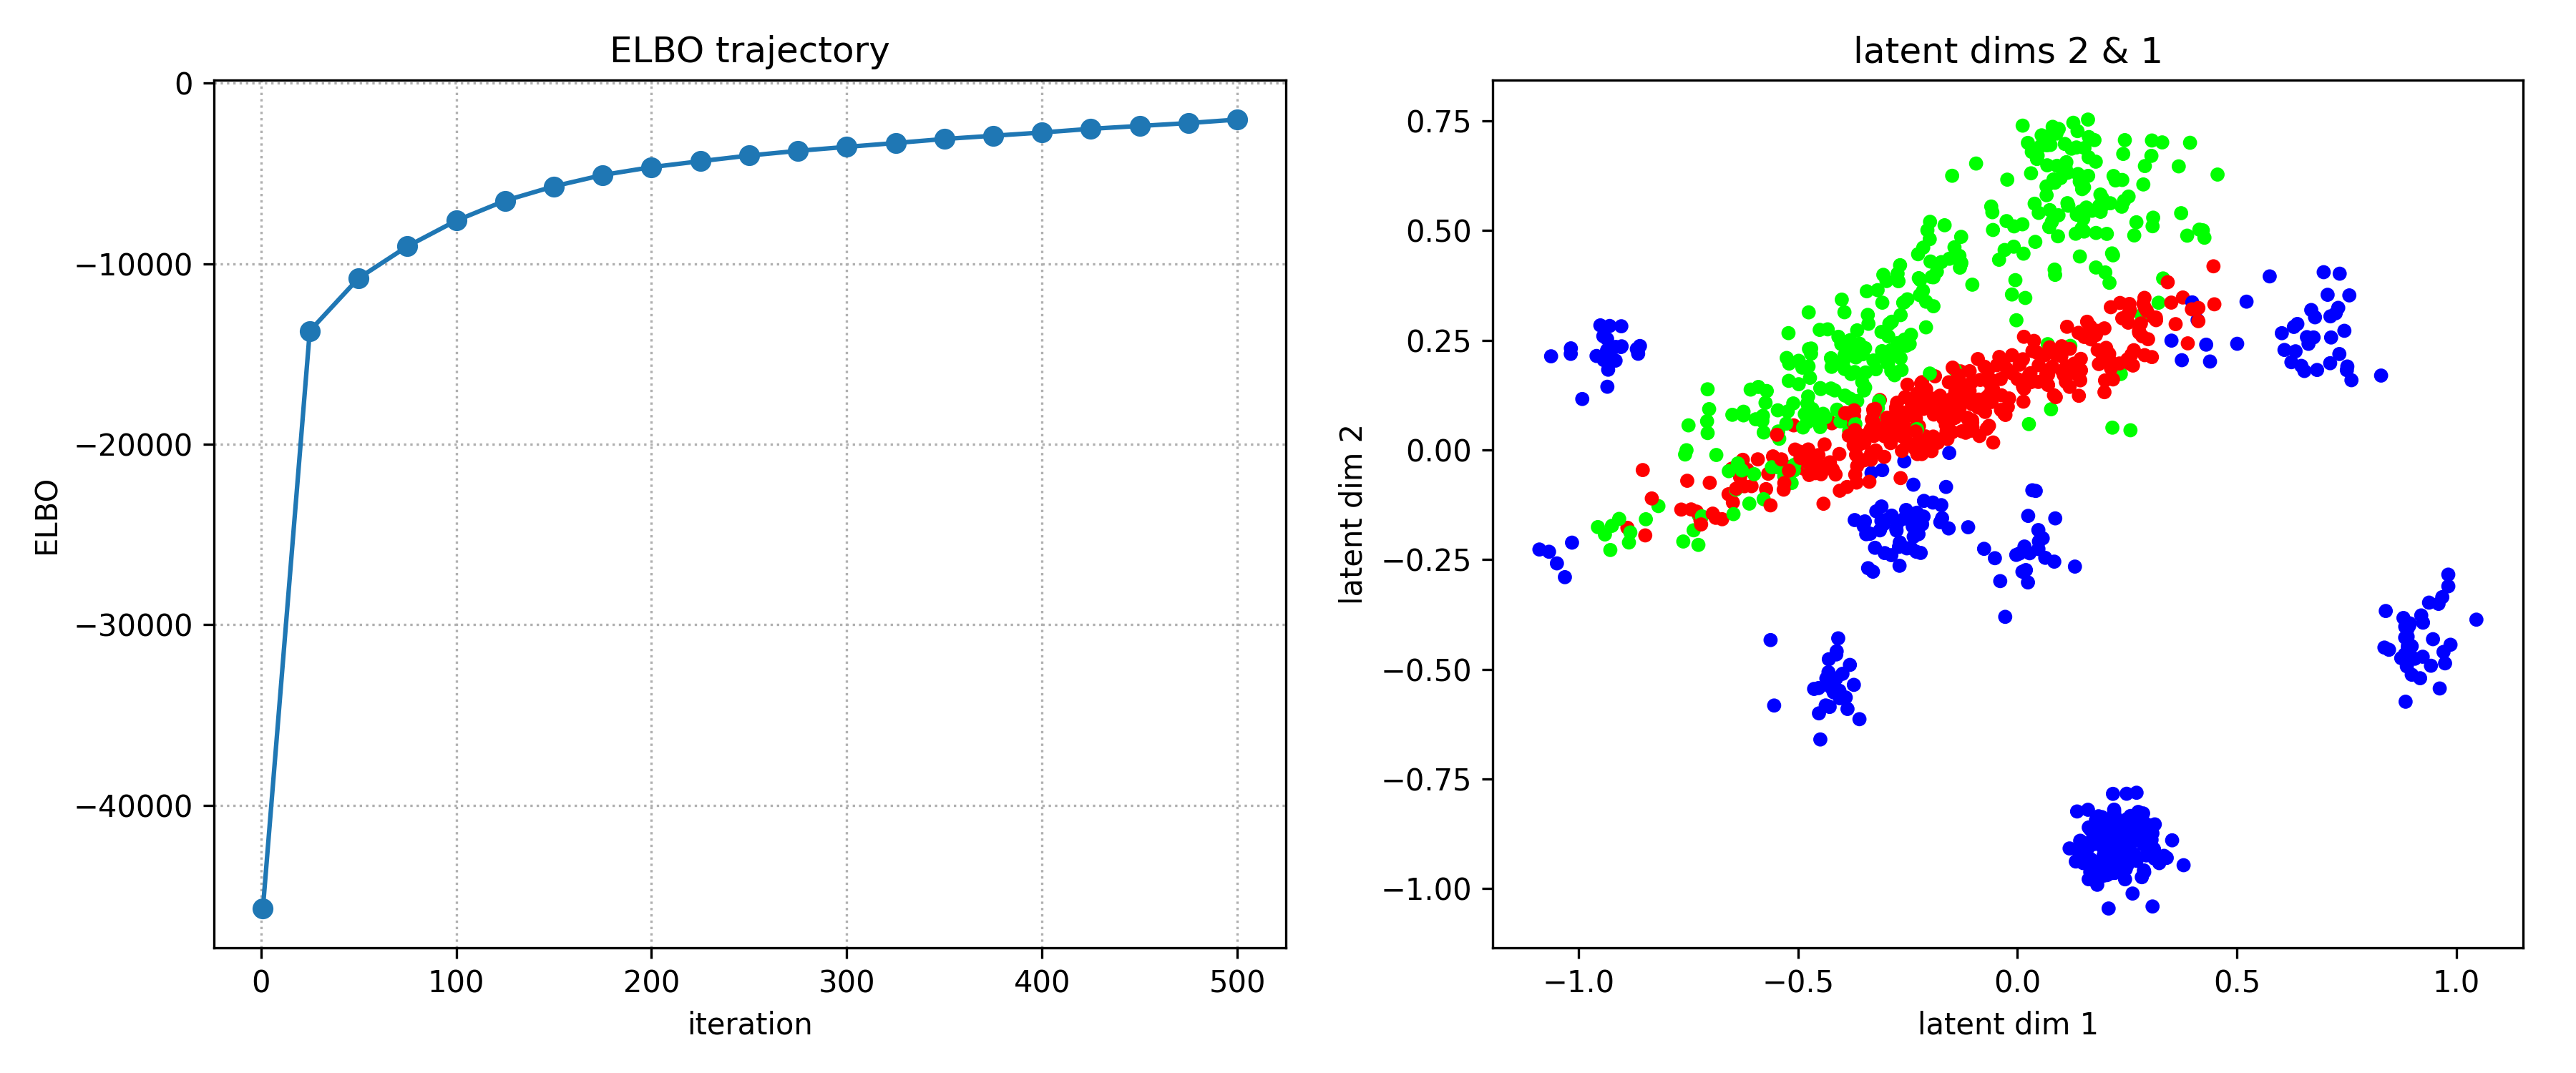 ELBO trajectory
0
−10000
−20000
−30000
−40000
ELBO
0 100 200 300 400 500
iteration
latent dims 2 & 1
0.75
0.50
0.25
0.00
−0.25
−0.50
−0.75
−1.00
latent dim 2
−1.0 −0.5 0.0 0.5 1.0
latent dim 1